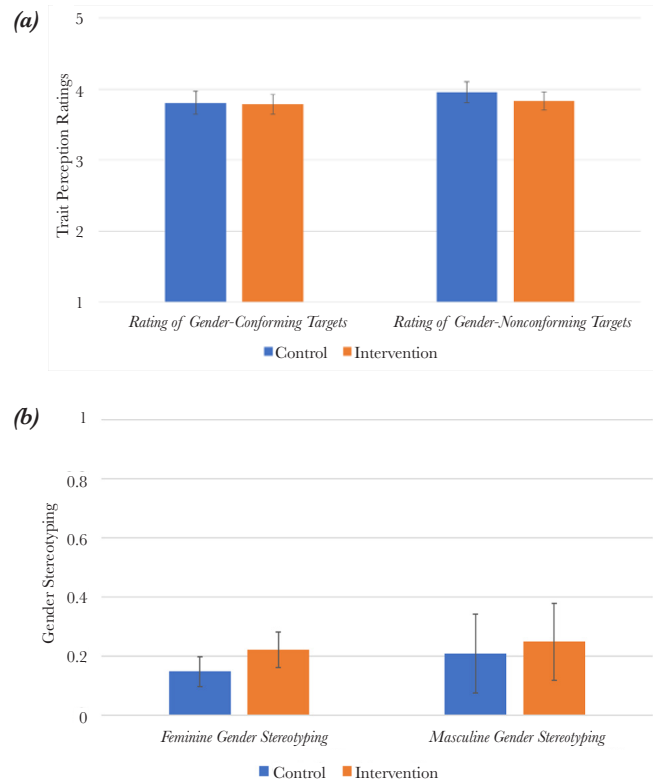 (a)
Trait Perception Ratings
5
4
3
2
1
Rating of Gender-Conforming Targets
Rating of Gender-Nonconforming Targets
Control
Intervention
(b)
Gender Stereotyping
1
0.8
0.6
0.4
0.2
0
Feminine Gender Stereotyping
Masculine Gender Stereotyping
Control
Intervention